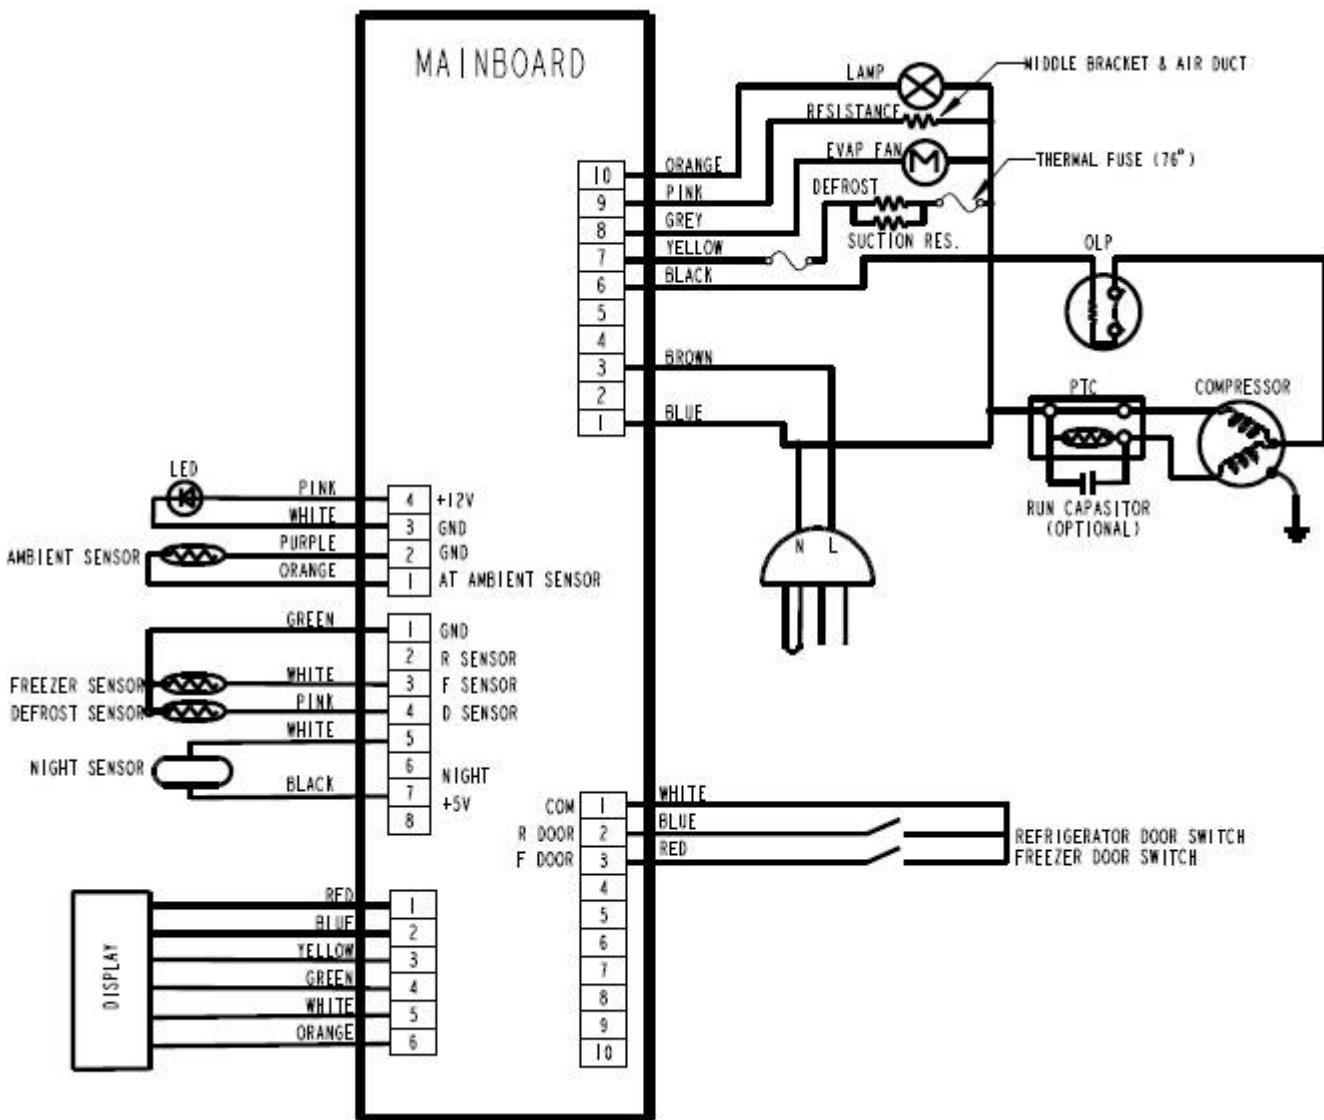 MAINBOARD
LAMP
MIDDLE BRACKET & AIR DUCT
RESISTANCE
EVAP FAN
M
THERMAL FUSE (76°)
DEFROST
SUCTION RES.
OLP
10 ORANGE
9 PINK
8 GREY
7 YELLOW
6 BLACK
5
4
3 BROWN
2
1 BLUE
PTC
COMPRESSOR
RUN CAPASITOR
(OPTIONAL)
N L
LED
PINK 4 +12V
WHITE 3 GND
AMBIENT SENSOR PURPLE 2 GND
ORANGE 1 AT AMBIENT SENSOR
GREEN 1 GND
2 R SENSOR
FREEZER SENSOR WHITE 3 F SENSOR
DEFROST SENSOR PINK 4 D SENSOR
WHITE 5
NIGHT SENSOR 6 NIGHT
BLACK 7 +5V
8
COM 1 WHITE
R DOOR 2 BLUE REFRIGERATOR DOOR SWITCH
F DOOR 3 RED FREEZER DOOR SWITCH
4
5
6
7
8
9
10
DISPLAY
RED 1
BLUE 2
YELLOW 3
GREEN 4
WHITE 5
ORANGE 6